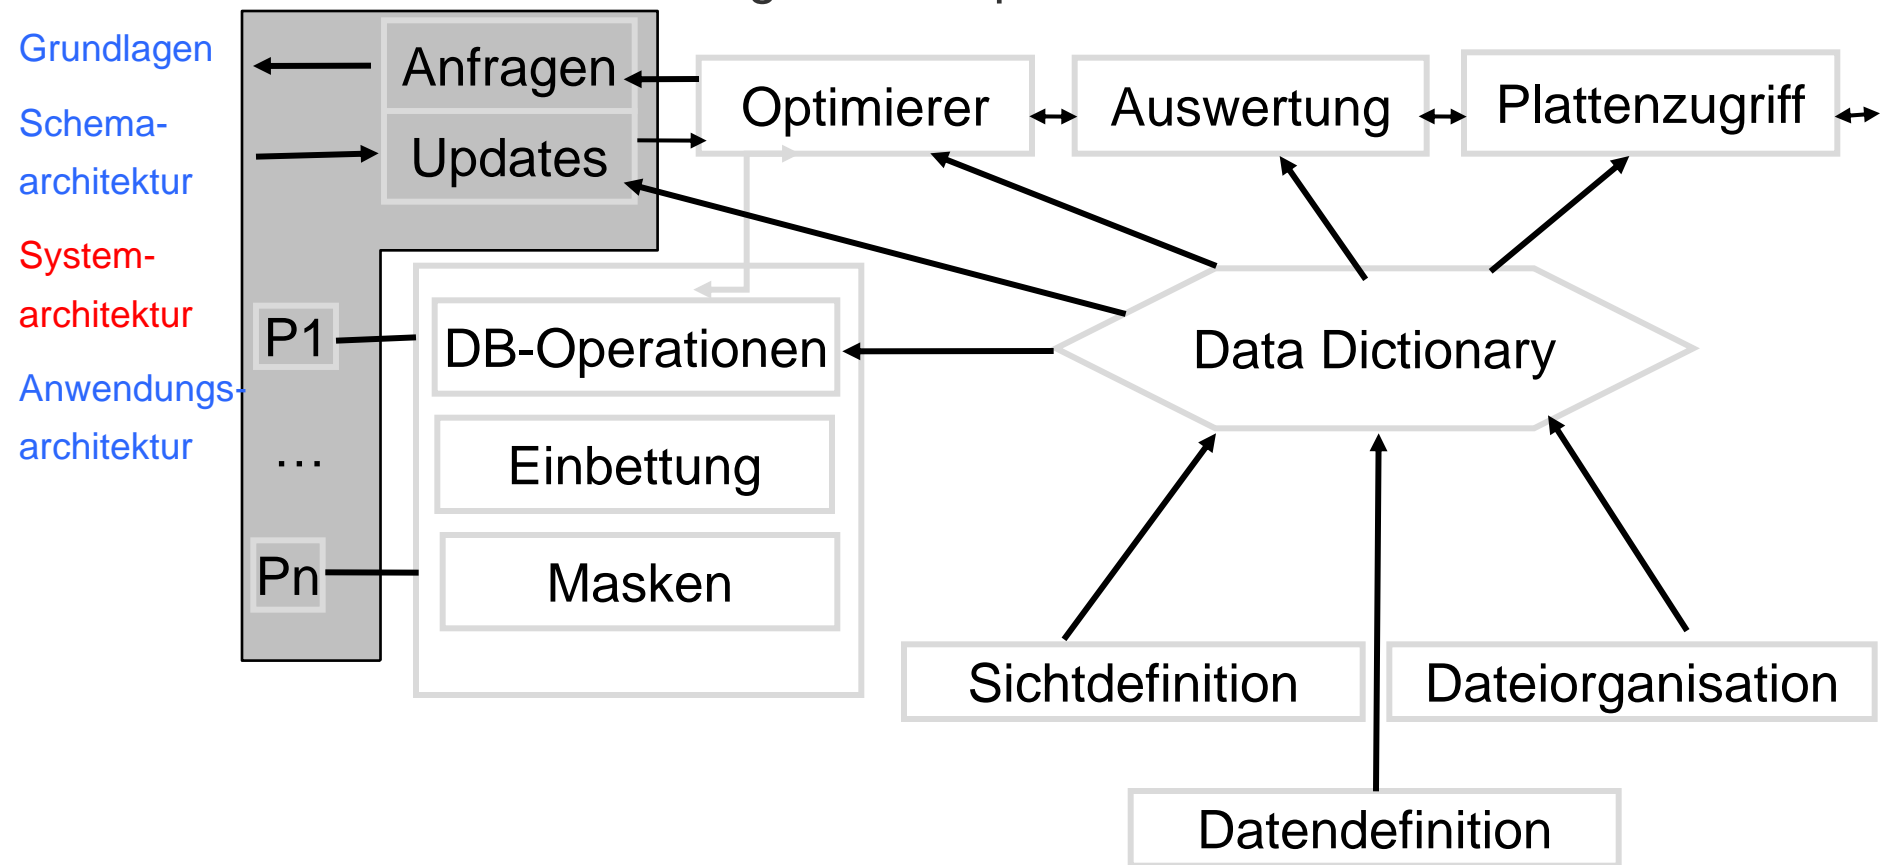 Grundlagen
Schema-
architektur
System-
architektur
Anwendungs-
architektur
Anfragen
Updates
Optimierer
Auswertung
Plattenzugriff
P1
…
Pn
DB-Operationen
Einbettung
Masken
Data Dictionary
Sichtdefinition
Dateiorganisation
Datendefinition